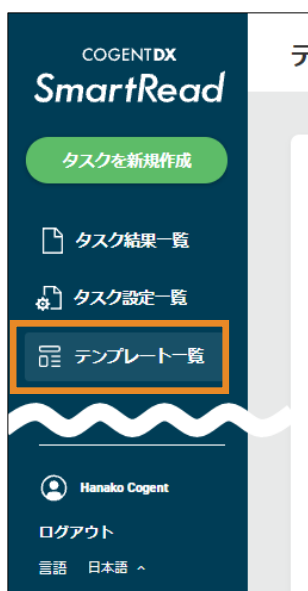 COGENTDX
SmartRead
タスクを新規作成
タスク結果一覧
タスク設定一覧
テンプレート一覧
Hanako Cogent
ログアウト
言語 日本語